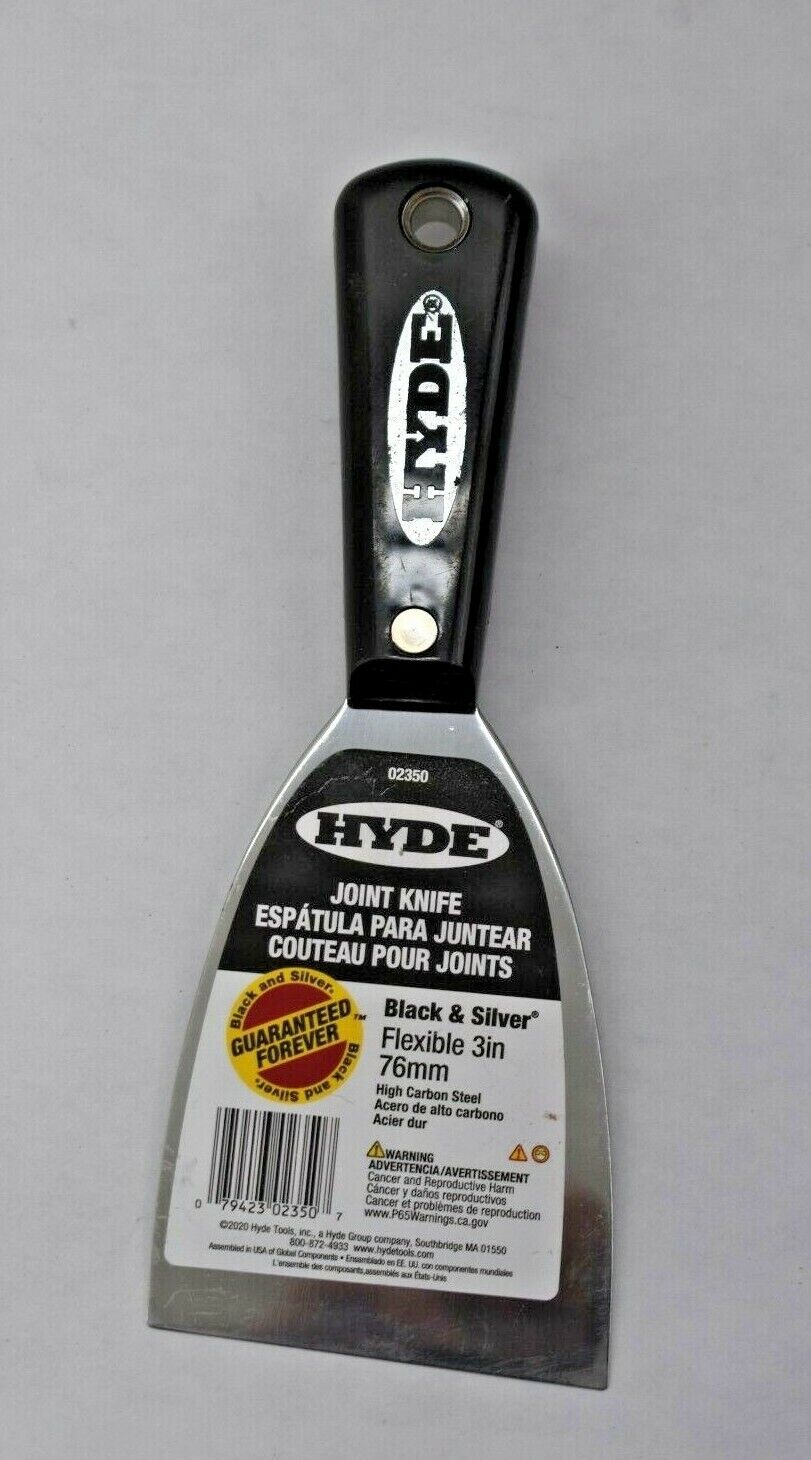 HYDE
02350
HYDE®
JOINT KNIFE
ESPÁTULA PARA JUNTEAR
COUTEAU POUR JOINTS
Black and Silver®
GUARANTEED™
FOREVER
Black and Silver®
Black & Silver®
Flexible 3in
76mm
High Carbon Steel
Acero de alto carbono
Acier dur
WARNING
ADVERTENCIA/AVERTISSEMENT
Cancer and Reproductive Harm
Cáncer y daños reproductivos
Cancer et problèmes de reproduction
www.P65Warnings.ca.gov
0 79423 02350 7
©2020 Hyde Tools, inc., a Hyde Group company, Southbridge MA 01550
800-872-4933 www.hydetools.com
Assembled in USA of Global Components • Ensamblado en EE. UU. con componentes mundiales
L'ensemble des composants,assemblés aux États-Unis